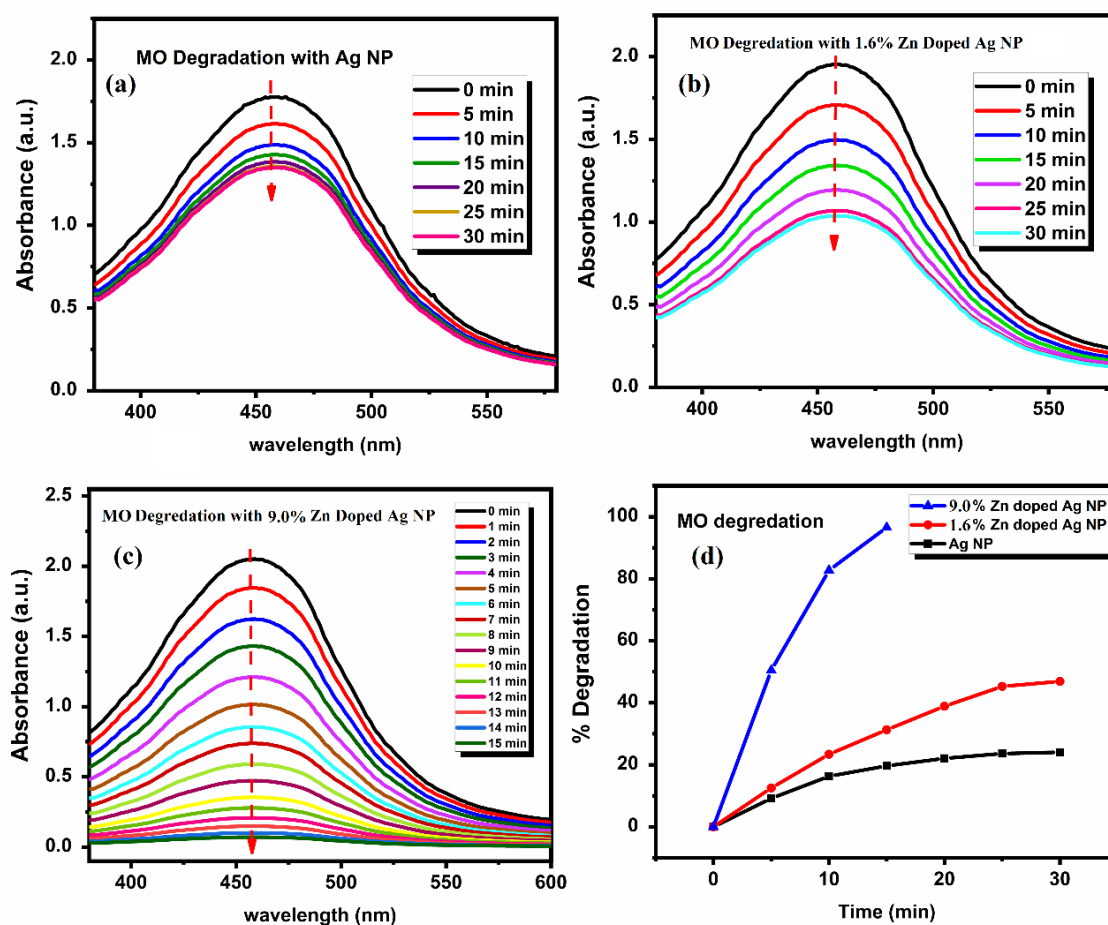 MO Degradation with Ag NP
(a)
0 min
5 min
10 min
15 min
20 min
25 min
30 min
2.0
1.5
1.0
0.5
0.0
Absorbance (a.u.)
400
450
500
550
wavelength (nm)
MO Degredation with 1.6% Zn Doped Ag NP
(b)
0 min
5 min
10 min
15 min
20 min
25 min
30 min
2.0
1.5
1.0
0.5
0.0
Absorbance (a.u.)
400
450
500
550
wavelength (nm)
MO Degredation with 9.0% Zn Doped Ag NP
(c)
0 min
1 min
2 min
3 min
4 min
5 min
6 min
7 min
8 min
9 min
10 min
11 min
12 min
13 min
14 min
15 min
2.5
2.0
1.5
1.0
0.5
0.0
Absorbance (a.u.)
400
450
500
550
600
wavelength (nm)
MO degradation
(d)
9.0% Zn doped Ag NP
1.6% Zn doped Ag NP
Ag NP
100
80
60
40
20
0
% Degradation
0
10
20
30
Time (min)